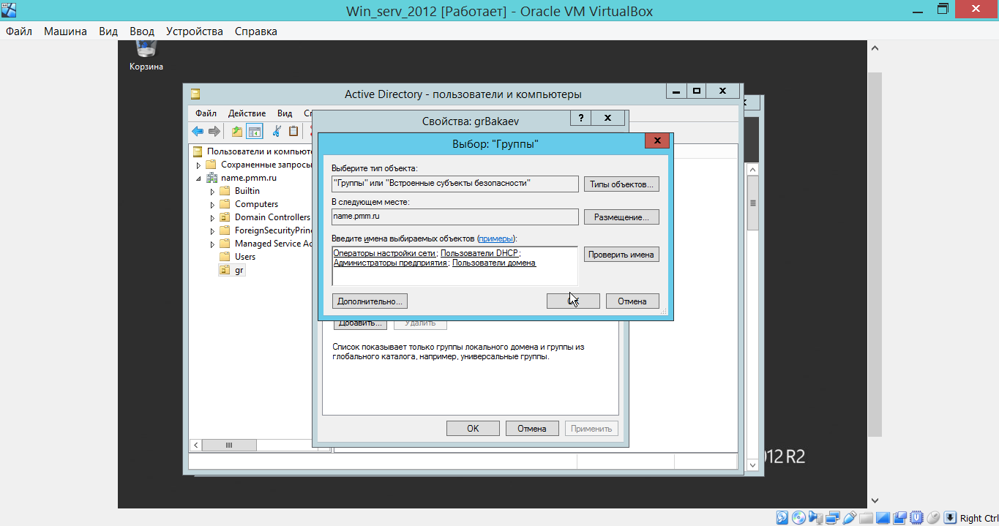 Win_serv_2012 [Работает] - Oracle VM VirtualBox
Файл Машина Вид Ввод Устройства Справка
Корзина
Active Directory - пользователи и компьютеры
Файл Действие Вид
Свойства: grBakaev
?
Выбор: "Группы"
Пользователи и компьют
Сохраненные запросы
name.pmm.ru
Builtin
Computers
Domain Controllers
ForeignSecurityPrinc
Managed Service Ac
Users
gr
Выберите тип объекта:
"Группы" или "Встроенные субъекты безопасности"
Типы объектов...
В следующем месте:
name.pmm.ru
Размещение...
Введите имена выбираемых объектов (примеры):
Операторы настройки сети; Пользователи DHCP;
Администраторы предприятия; Пользователи домена
Проверить имена
Дополнительно...
Отмена
Добавить... Удалить
Список показывает только группы локального домена и группы из
глобального каталога, например, универсальные группы.
OK Отмена Применить
012 R2
Right Ctrl